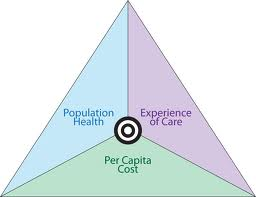 Population
Health
Experience
of Care
Per Capita
Cost